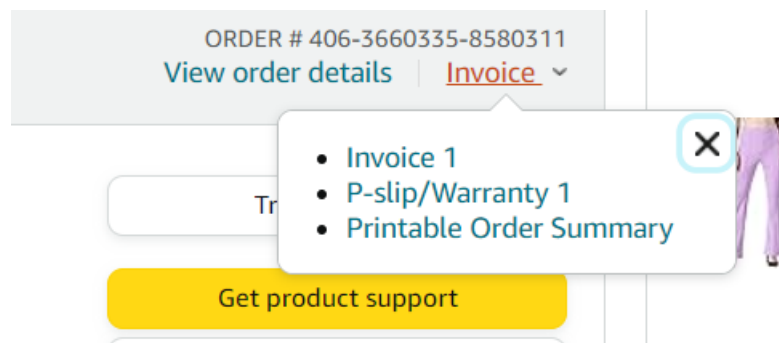 ORDER # 406-3660335-8580311
View order details
Invoice
Invoice 1
P-slip/Warranty 1
Printable Order Summary
Tr
Get product support